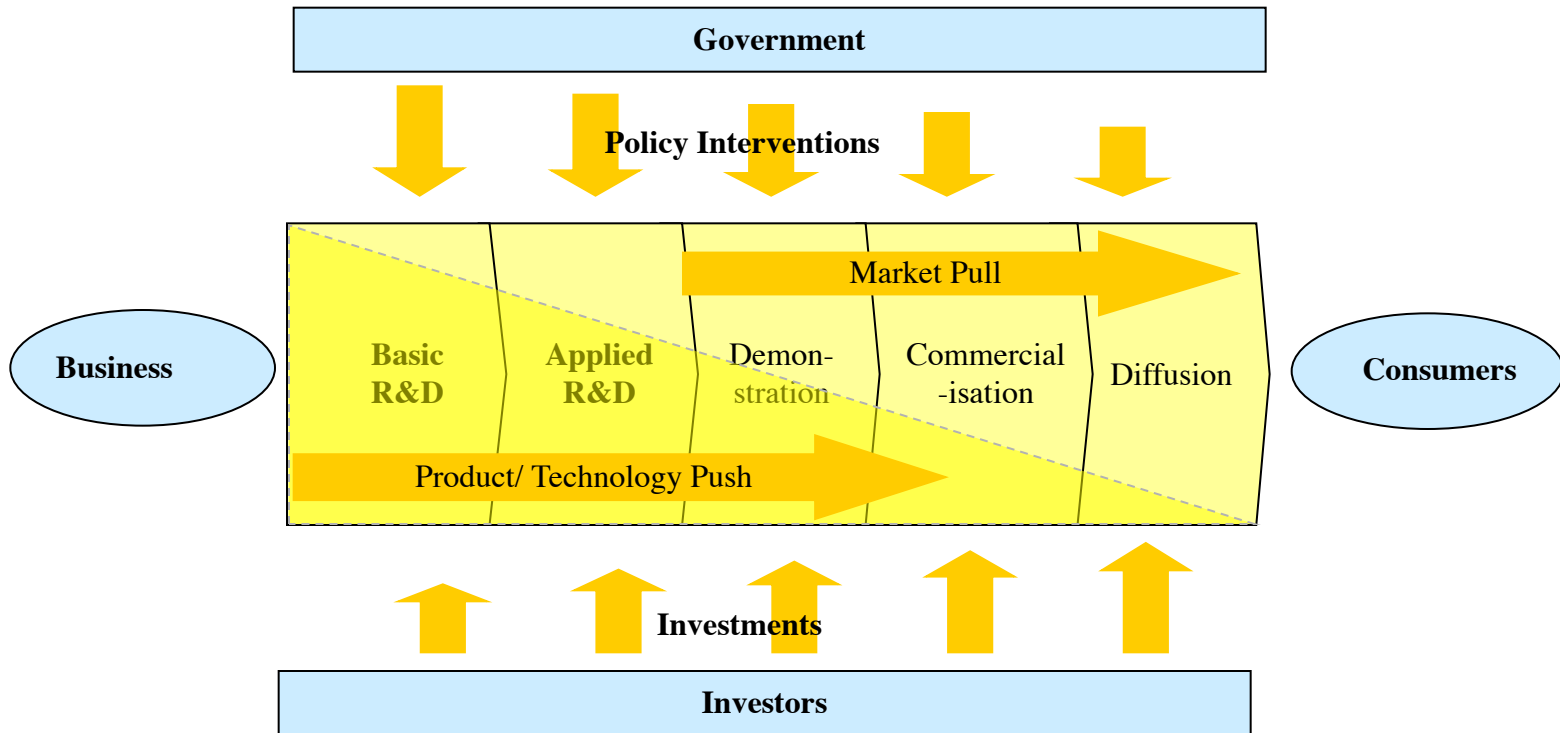 Government
Policy Interventions
Market Pull
Business
Basic
R&D
Applied
R&D
Demon-
stration
Commercial
-isation
Diffusion
Consumers
Product/ Technology Push
Investments
Investors